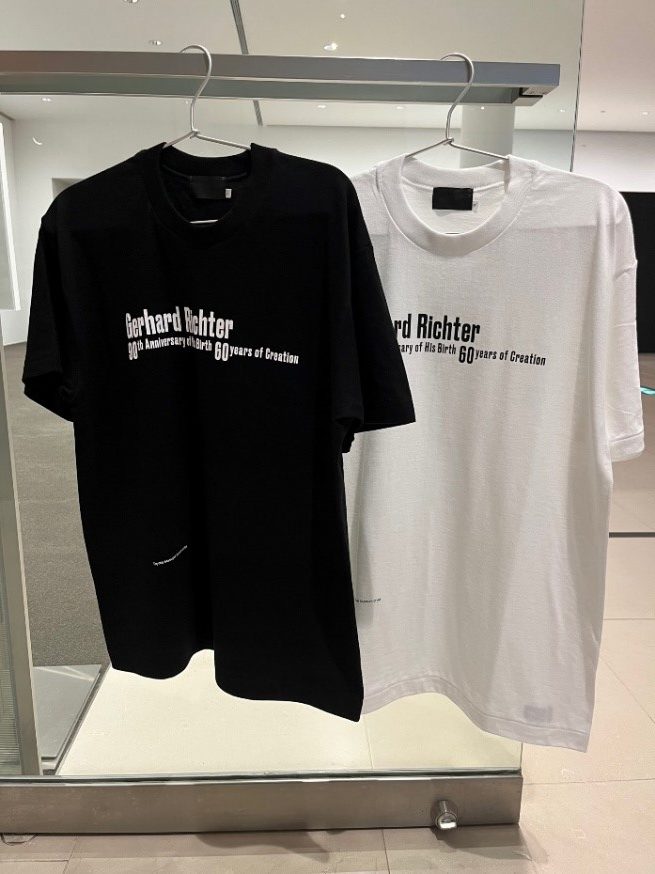 Gerhard Richter
90th Anniversary of His Birth 60 years of Creation
rd Richter
sary of His Birth 60 years of Creation